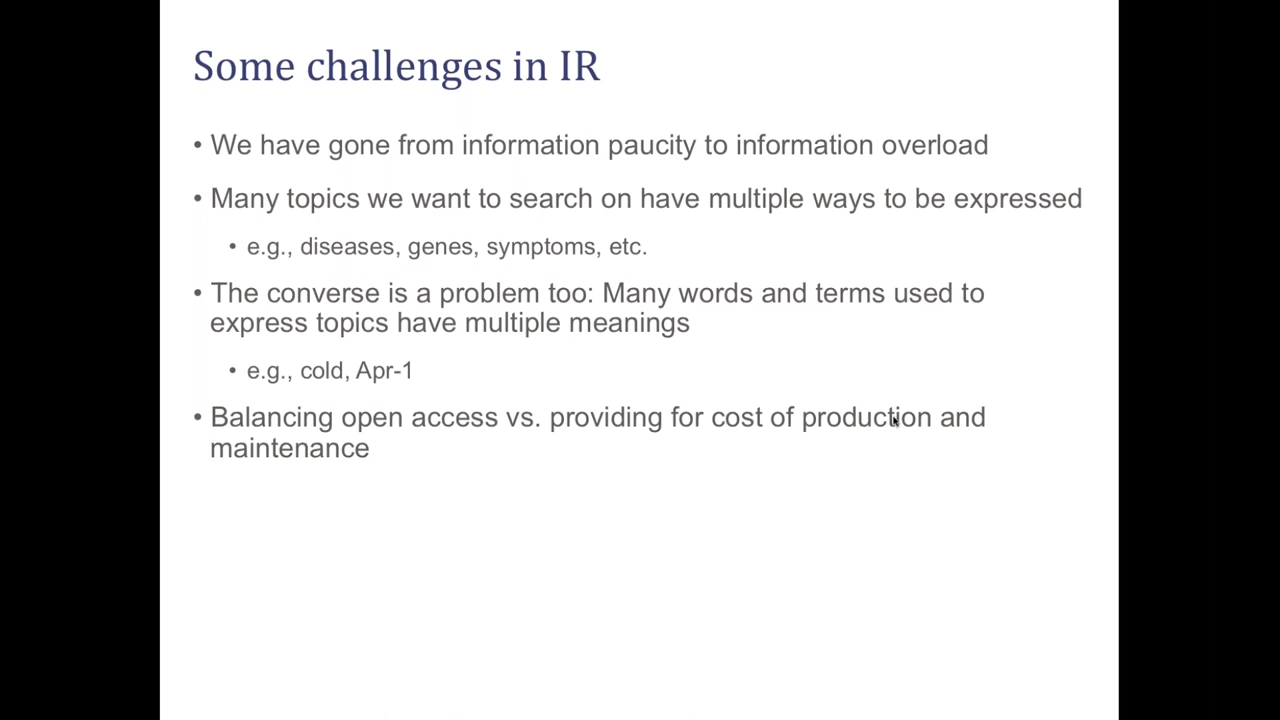 Some challenges in IR
• We have gone from information paucity to information overload
• Many topics we want to search on have multiple ways to be expressed
• e.g., diseases, genes, symptoms, etc.
• The converse is a problem too: Many words and terms used to
express topics have multiple meanings
• e.g., cold, Apr-1
• Balancing open access vs. providing for cost of production and
maintenance